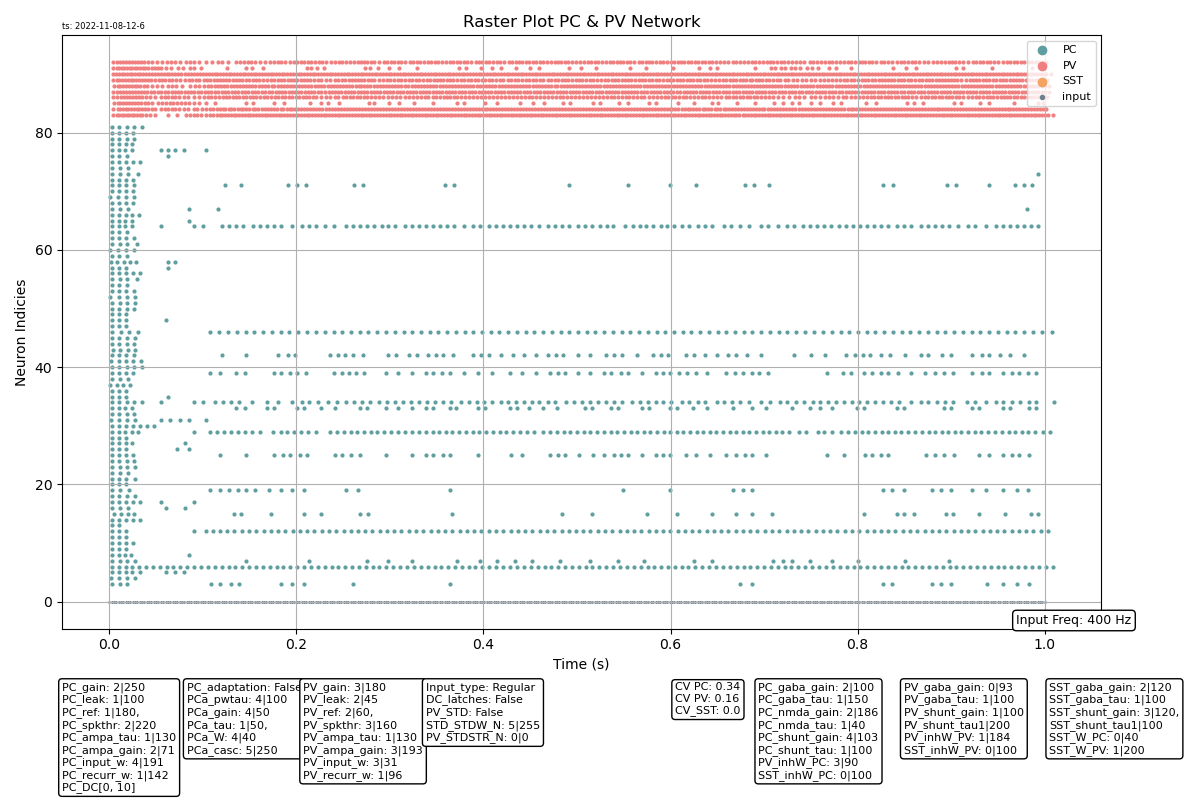 ts: 2022-11-08-12-6
Raster Plot PC & PV Network
PC
PV
SST
input
Neuron Indicies
80
60
40
20
0
0.0
0.2
0.4
0.6
0.8
1.0
Time (s)
Input Freq: 400 Hz
PC_gain: 2|250
PC_leak: 1|100
PC_ref: 1|180,
PC_spkthr: 2|220
PC_ampa_tau: 1|130
PC_ampa_gain: 2|71
PC_input_w: 4|191
PC_recurr_w: 1|142
PC_DC[0, 10]
PC_adaptation: False
PCa_pwtau: 4|100
PCa_gain: 4|50
PCa_tau: 1|50,
PCa_W: 4|40
PCa_casc: 5|250
PV_gain: 3|180
PV_leak: 2|45
PV_ref: 2|60,
PV_spkthr: 3|160
PV_ampa_tau: 1|130
PV_ampa_gain: 3|193
PV_input_w: 3|31
PV_recurr_w: 1|96
Input_type: Regular
DC_latches: False
PV_STD: False
STD_STDW_N: 5|255
PV_STDSTR_N: 0|0
CV PC: 0.34
CV PV: 0.16
CV_SST: 0.0
PC_gaba_gain: 2|100
PC_gaba_tau: 1|150
PC_nmda_gain: 2|186
PC_nmda_tau: 1|40
PC_shunt_gain: 4|103
PC_shunt_tau: 1|100
PV_inhW_PC: 3|90
SST_inhW_PC: 0|100
PV_gaba_gain: 0|93
PV_gaba_tau: 1|100
PV_shunt_gain: 1|100
PV_shunt_tau1|200
PV_inhW_PV: 1|184
SST_inhW_PV: 0|100
SST_gaba_gain: 2|120
SST_gaba_tau: 1|100
SST_shunt_gain: 3|120,
SST_shunt_tau1|100
SST_W_PC: 0|40
SST_W_PV: 1|200